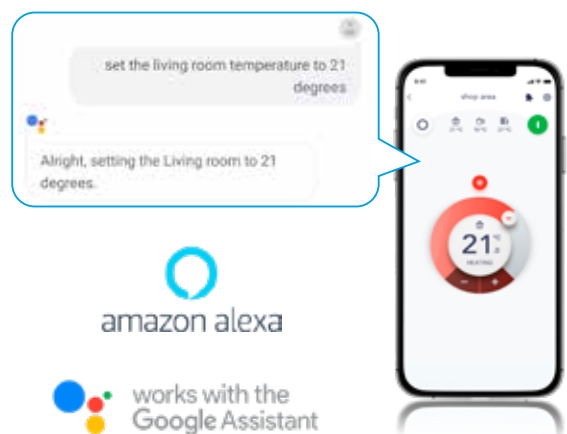 set the living room temperature to 21
degrees
Alright, setting the Living room to 21
degrees.
shop area
21
°C
HEATING
amazon alexa
works with the
Google Assistant